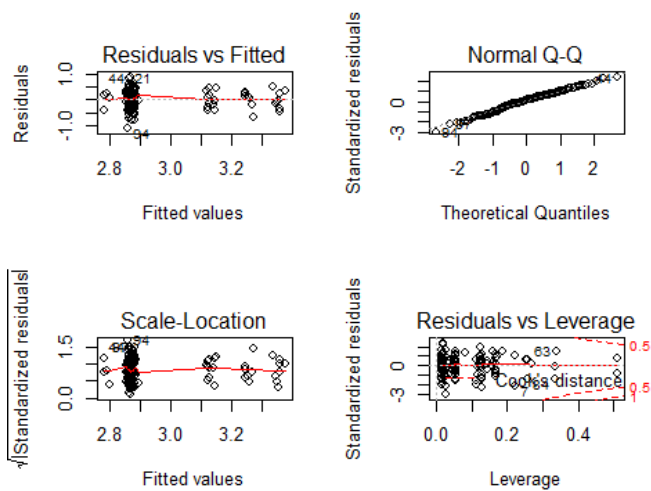 Residuals vs Fitted
Residuals
1.0
-1.0
44
21
94
2.8 3.0 3.2
Fitted values
Normal Q-Q
Standardized residuals
0
-3
-2 -1 0 1 2
Theoretical Quantiles
Scale-Location
√|Standardized residuals|
1.5
0.0
94
2.8 3.0 3.2
Fitted values
Residuals vs Leverage
Standardized residuals
0
-3
63
Cook's distance
0.5
0.5
1
0.0 0.2 0.4
Leverage